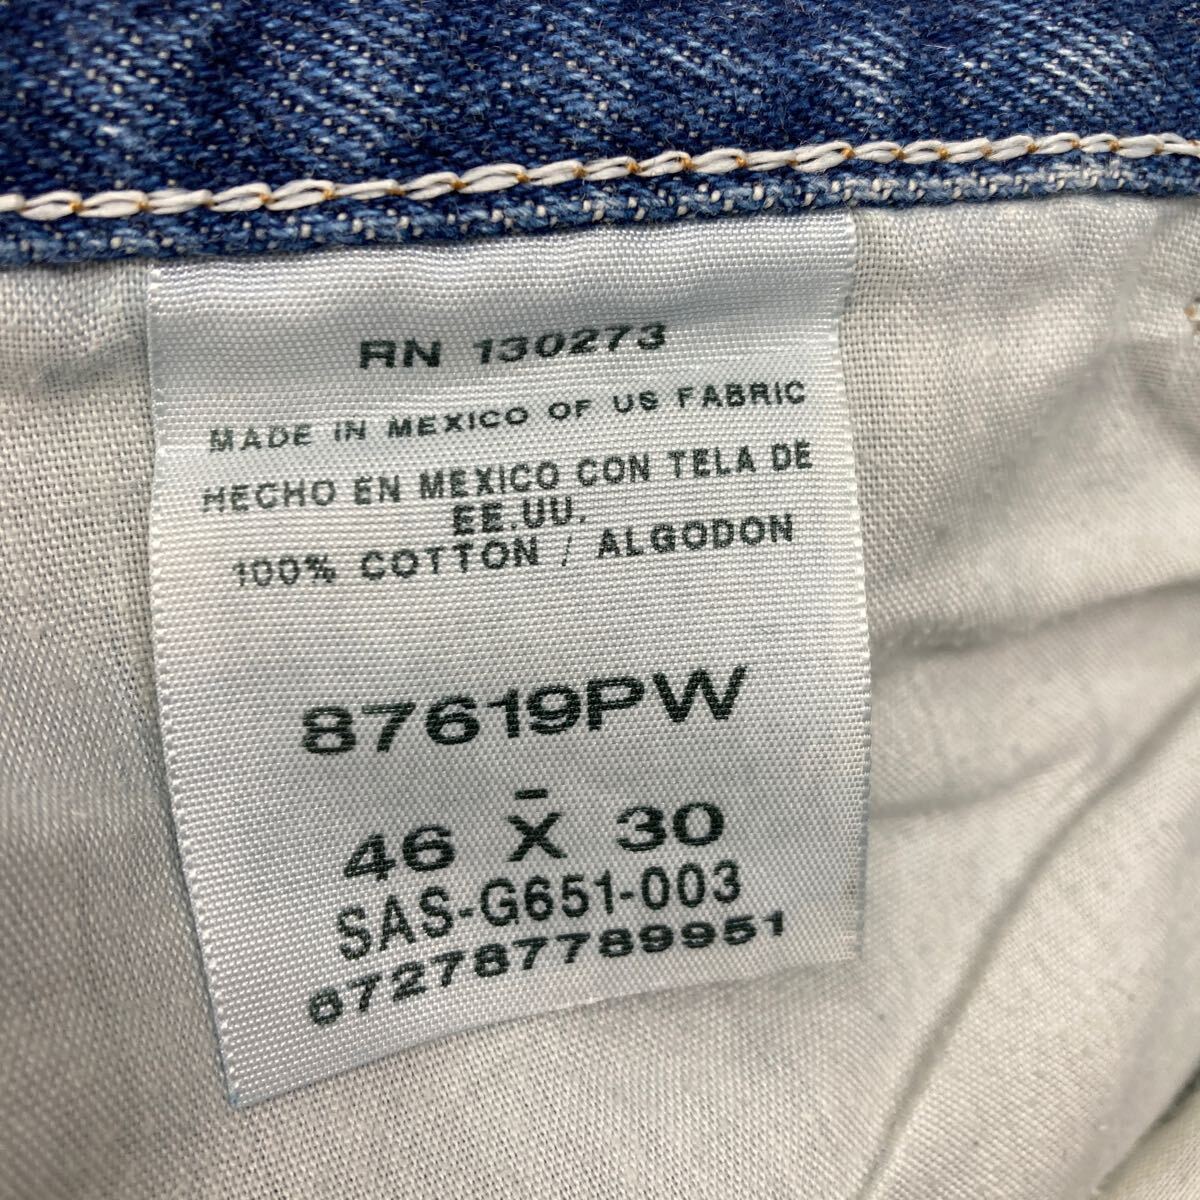 RN 130273
MADE IN MEXICO OF US FABRIC
HECHO EN MEXICO CON TELA DE
EE.UU.
100% COTTON / ALGODON
87619PW
-
46 X 30
SAS-G651-003
872787789951